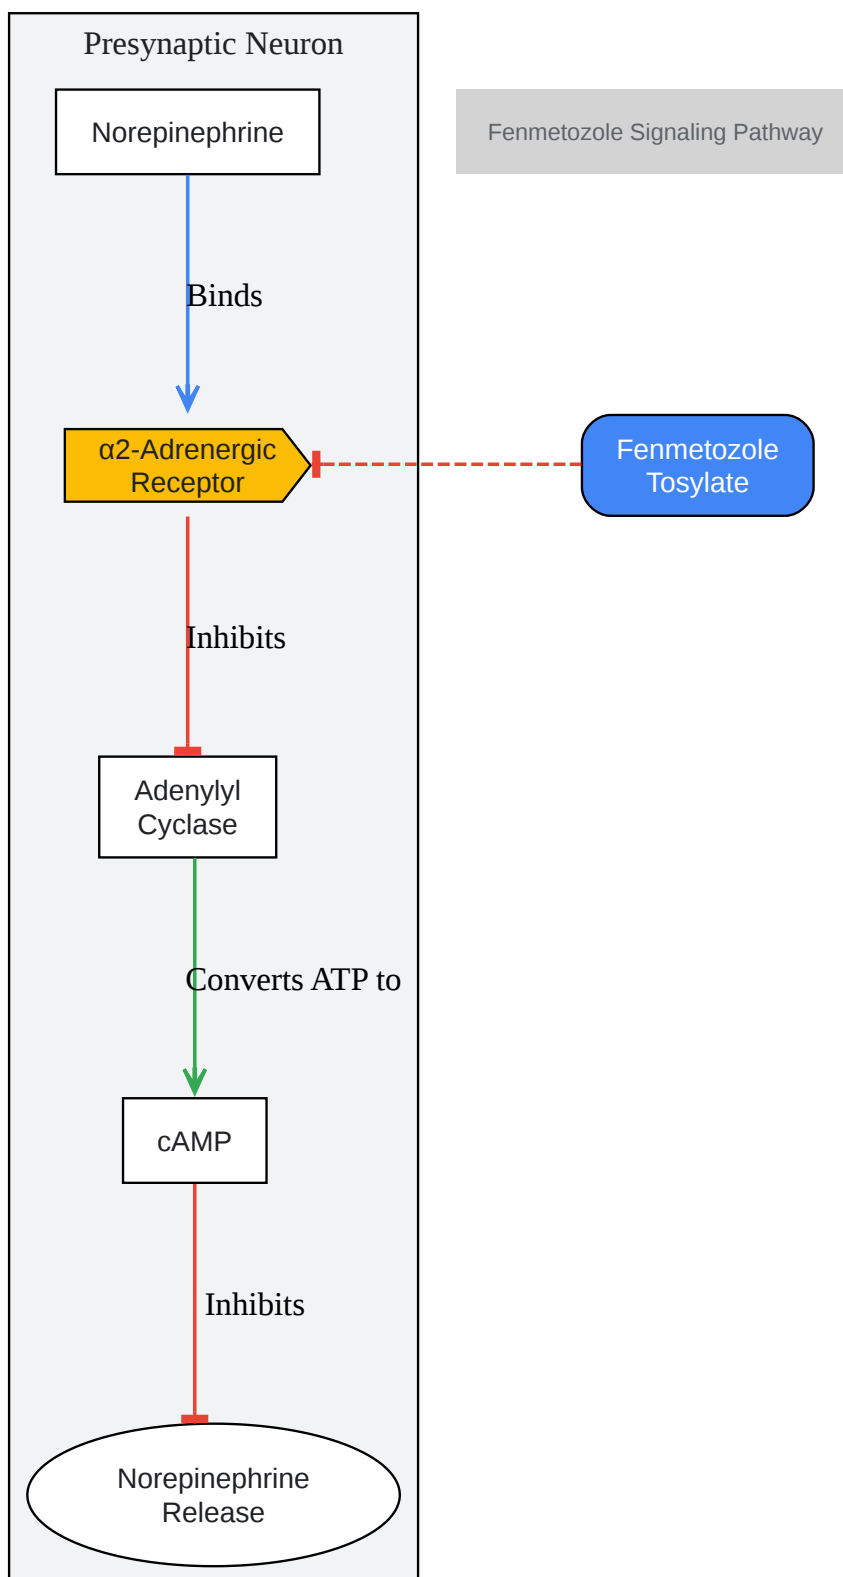 Presynaptic Neuron
Norepinephrine
Fenmetozole Signaling Pathway
Binds
α2-Adrenergic
Receptor
Fenmetozole
Tosylate
Inhibits
Adenylyl
Cyclase
Converts ATP to
cAMP
Inhibits
Norepinephrine
Release